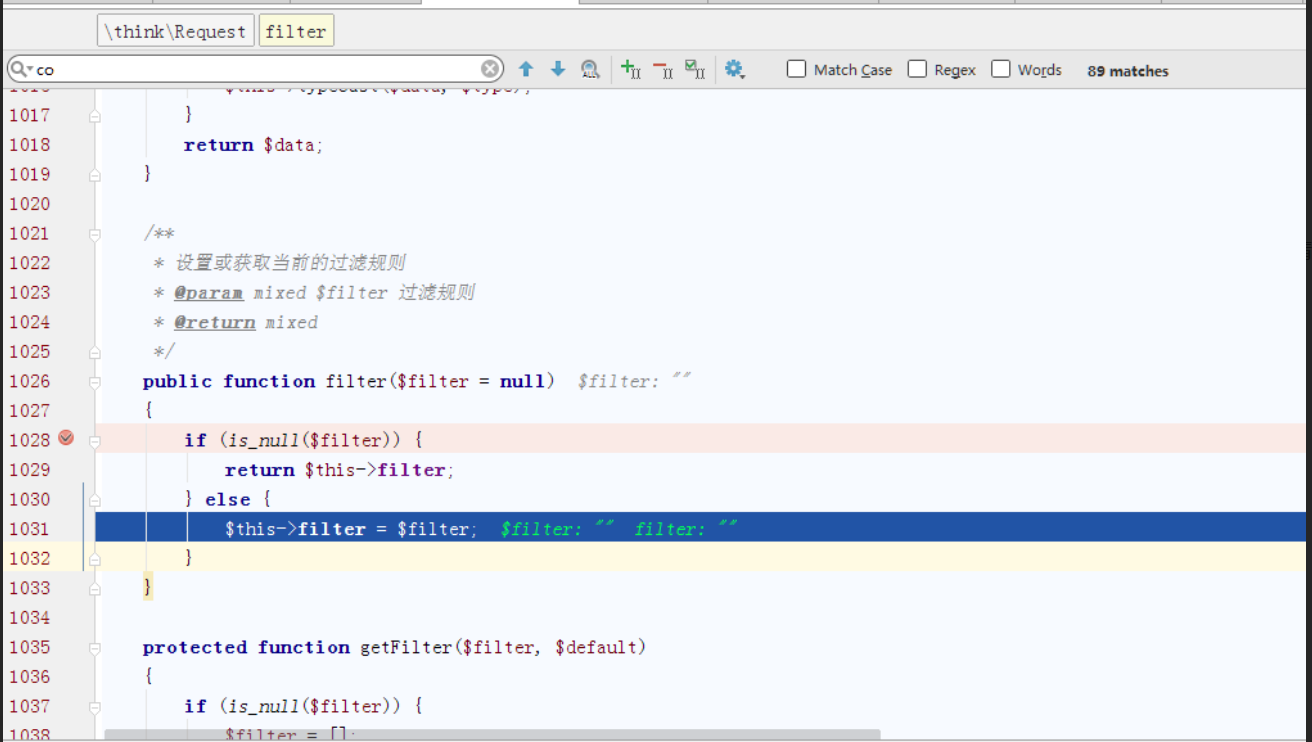 \think\Request filter
co Match Case Regex Words 89 matches
1017 }
1018 return $data;
1019 }
1020
1021 /**
1022 * 设置或获取当前的过滤规则
1023 * @param mixed $filter 过滤规则
1024 * @return mixed
1025 */
1026 public function filter($filter = null) $filter: ""
1027 {
1028 if (is_null($filter)) {
1029 return $this->filter;
1030 } else {
1031 $this->filter = $filter; $filter: "" filter: ""
1032 }
1033 }
1034
1035 protected function getFilter($filter, $default)
1036 {
1037 if (is_null($filter)) {
1038 $filter = [];